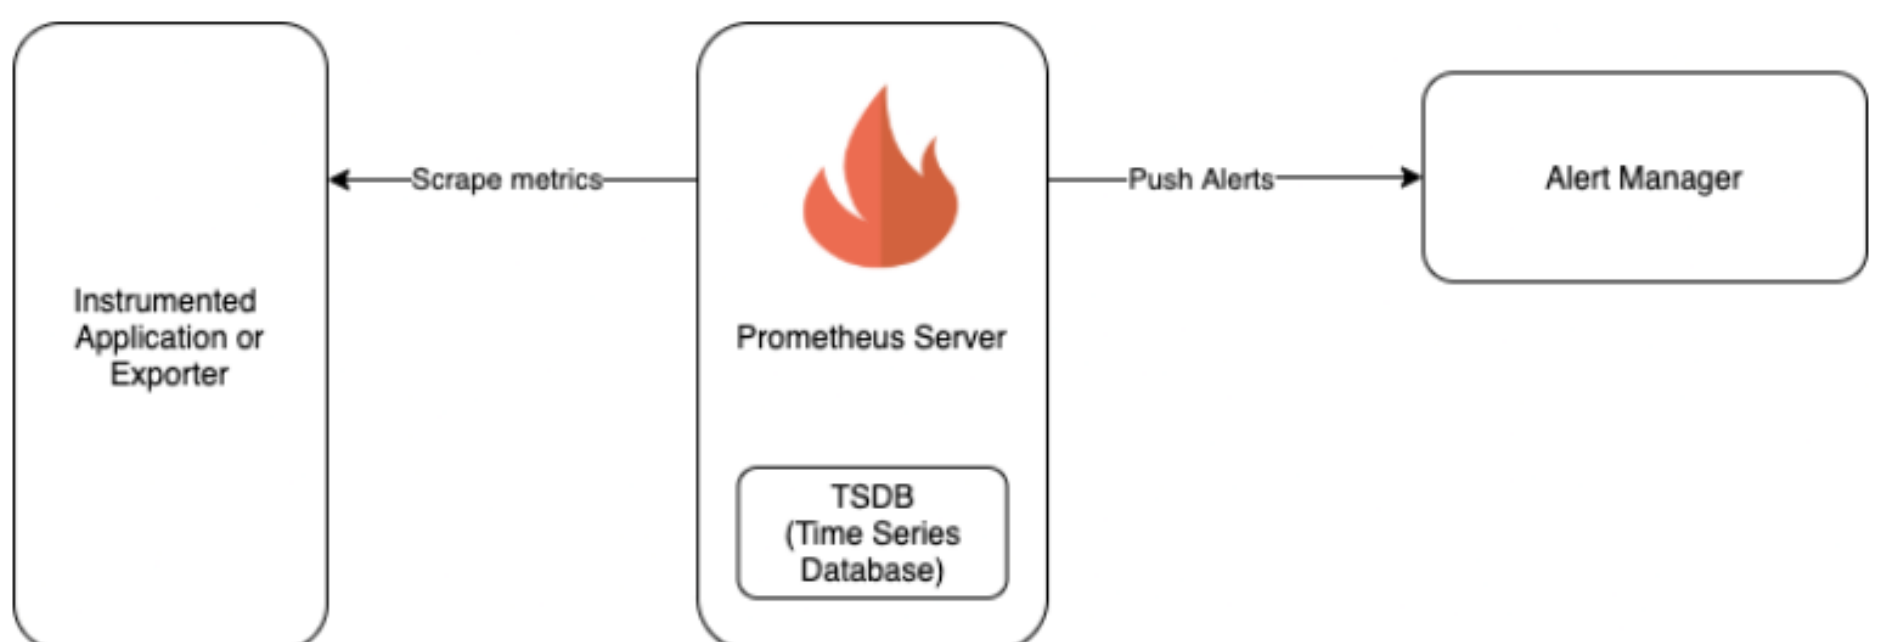 Scrape metrics
Push Alerts
Alert Manager
Instrumented
Application or
Exporter
Prometheus Server
TSDB
(Time Series
Database)